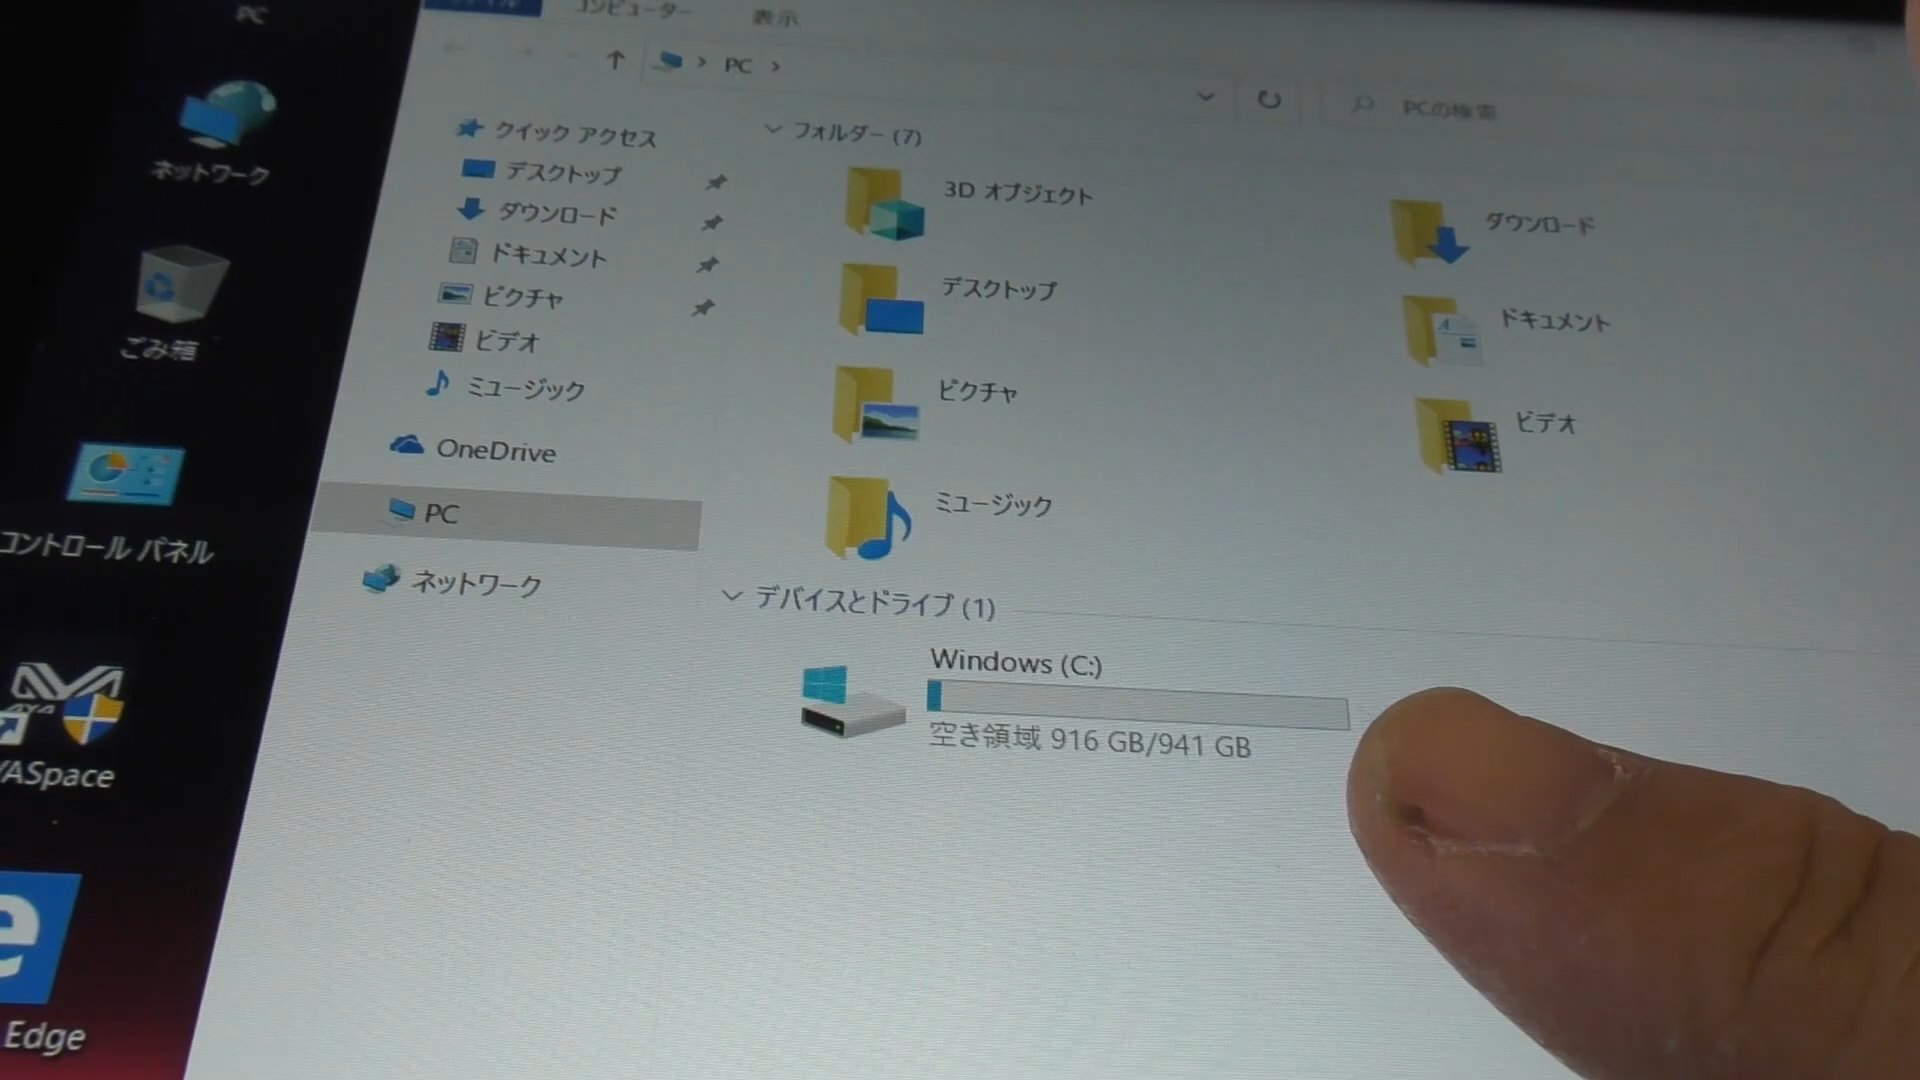 PC
ネットワーク
ごみ箱
コントロール パネル
Edge
コンピューター
表示
PC
PCの検索
クイック アクセス
デスクトップ
ダウンロード
ドキュメント
ピクチャ
ビデオ
ミュージック
OneDrive
PC
ネットワーク
フォルダー (7)
3D オブジェクト
ダウンロード
デスクトップ
ドキュメント
ピクチャ
ビデオ
ミュージック
デバイスとドライブ (1)
Windows (C:)
空き領域 916 GB/941 GB